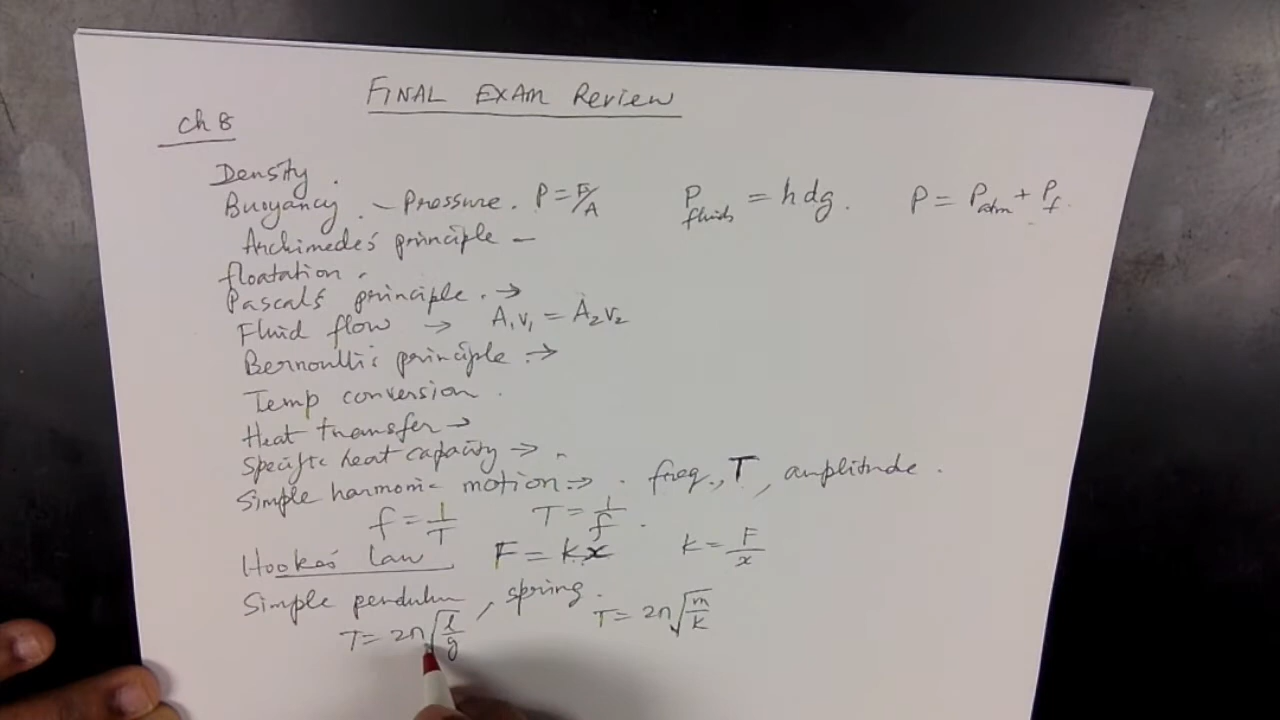 FINAL EXAM Review
Ch 8
Density.
Buoyancy. – Pressure. P = F/A P fluids = hdg. P = Patm + Pf.
Archimede's principle –
floatation.
Pascal's principle. →
Fluid flow → A₁v₁ = A₂v₂
Bernoulli's principle. →
Temp conversion.
Heat transfer →
Specific heat capacity →.
Simple harmonic motion → . freq., T, amplitude.
f = 1/T T = 1/f.
Hooke's Law F = kx k = F/x
Simple pendulum, spring.
T = 2π√(l/g) T = 2π√(m/k)